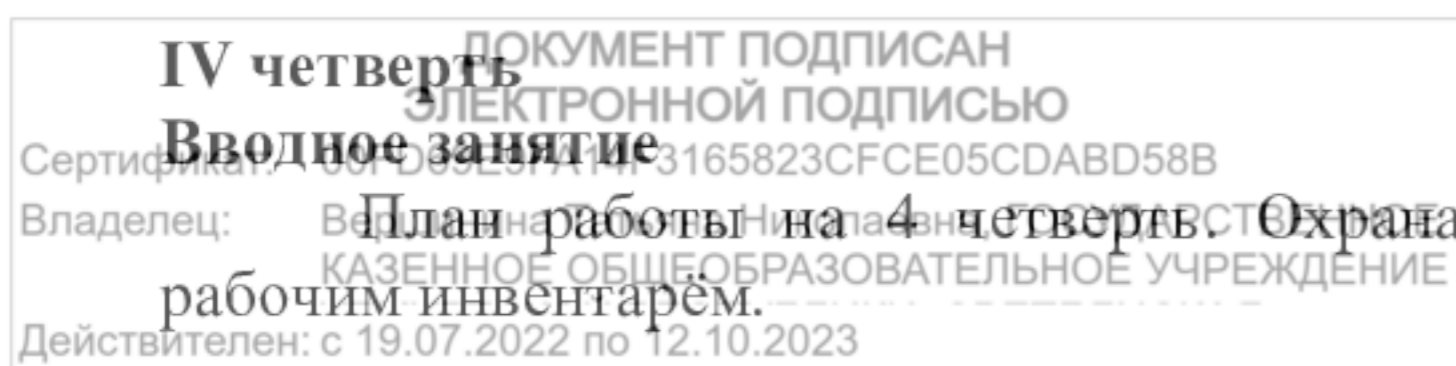 IV четверть
ДОКУМЕНТ ПОДПИСАН
ЭЛЕКТРОННОЙ ПОДПИСЬЮ
Вводное занятие
Сертификат:
План работы на 4 четверть. Охрана
Владелец:
КАЗЕННОЕ ОБЩЕОБРАЗОВАТЕЛЬНОЕ УЧРЕЖДЕНИЕ
рабочим инвентарём.
Действителен: с 19.07.2022 по 12.10.2023